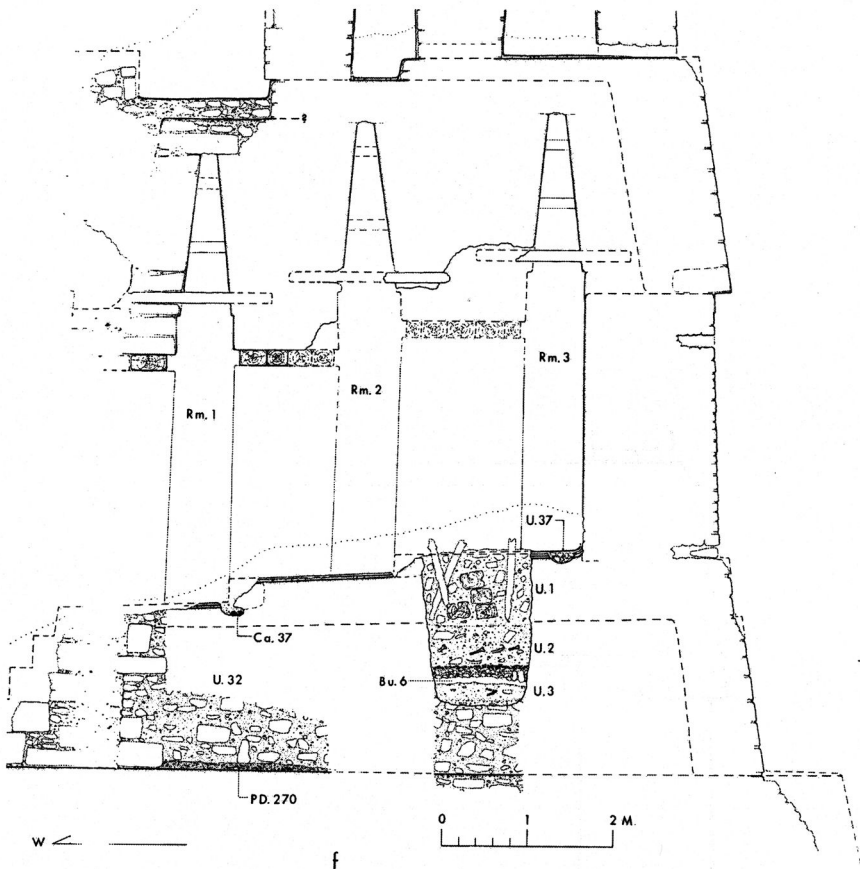 Rm. 1
Rm. 2
Rm. 3
U. 37
U. 1
Ca. 37
U. 2
U. 32
Bu. 6
U. 3
PD. 270
0 1 2 M.
W
f